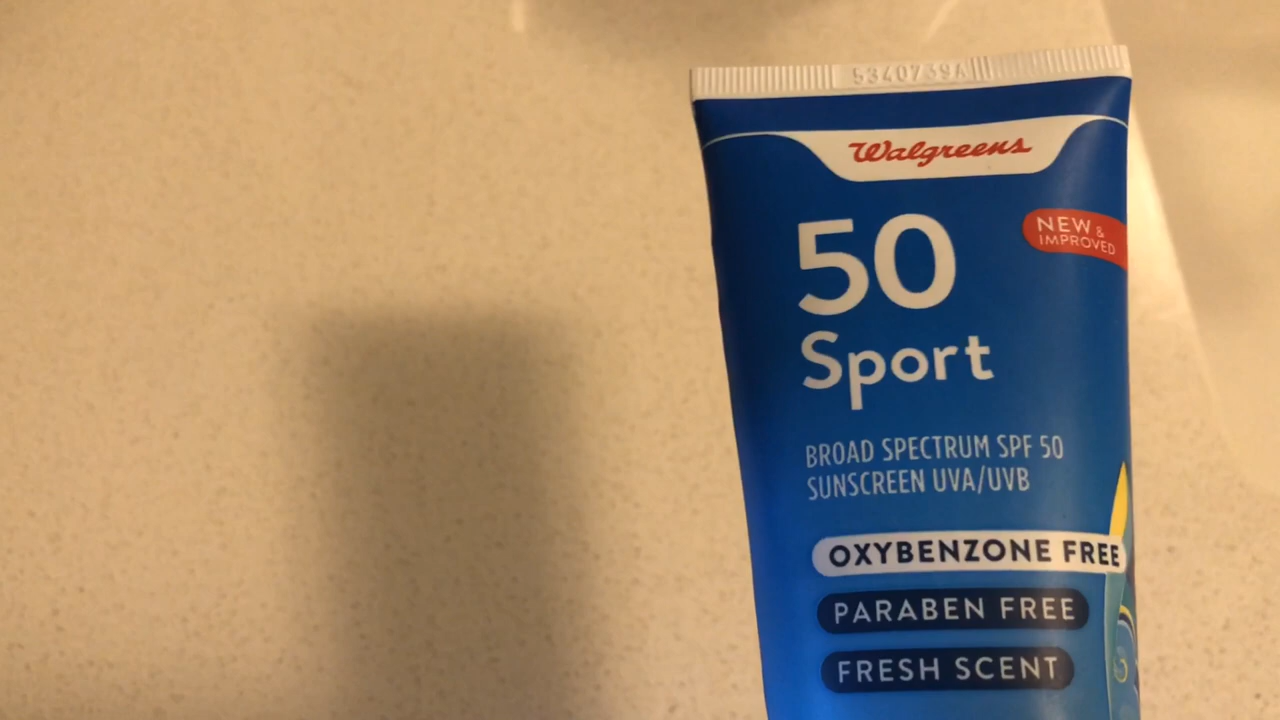 5340739A
Walgreens
50
NEW &
IMPROVED
Sport
BROAD SPECTRUM SPF 50
SUNSCREEN UVA/UVB
OXYBENZONE FREE
PARABEN FREE
FRESH SCENT